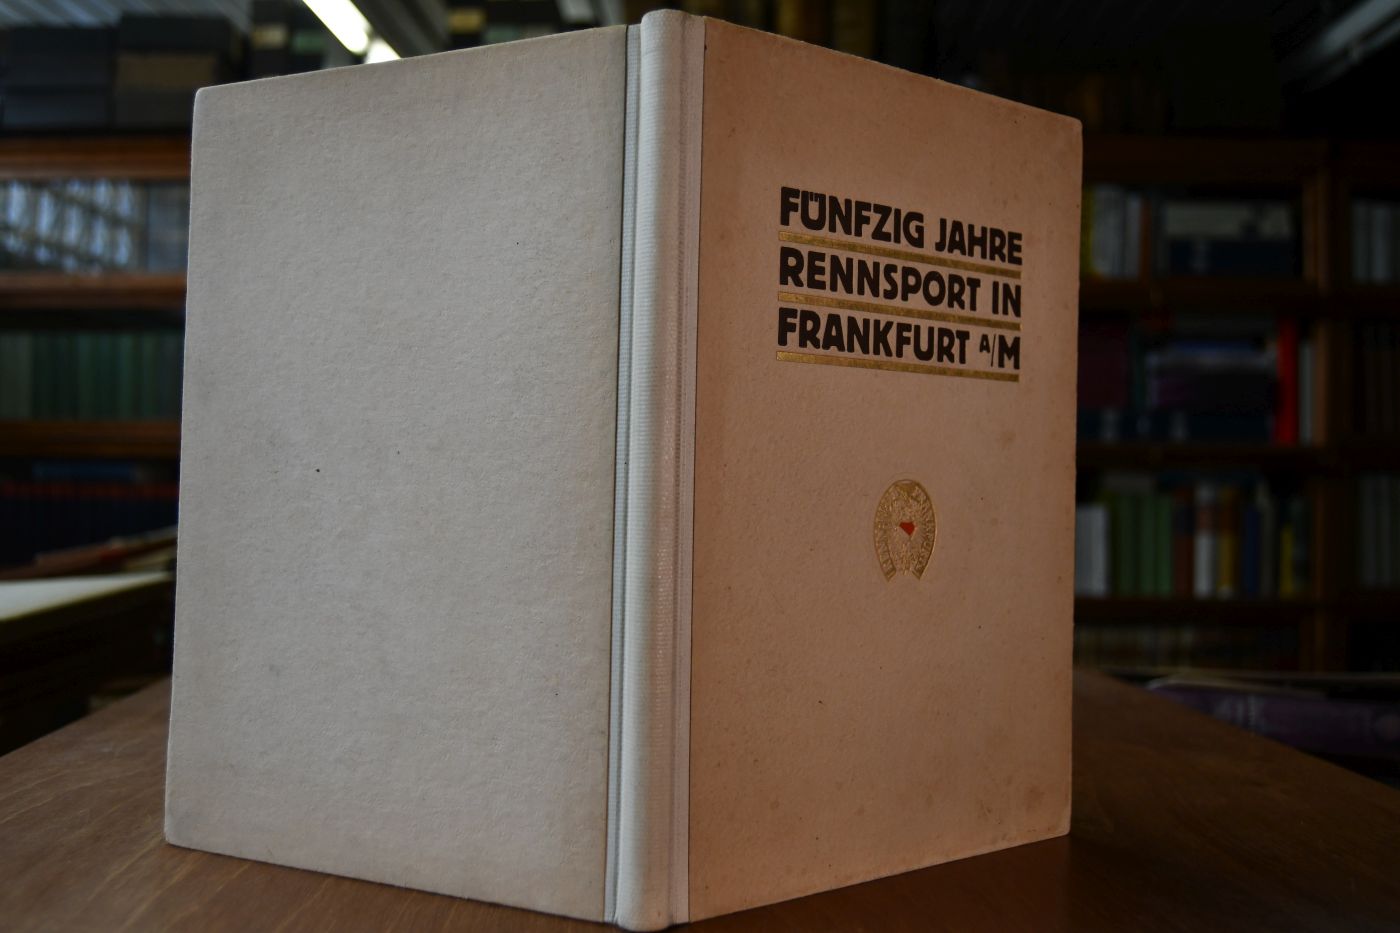 FÜNFZIG JAHRE
RENNSPORT IN
FRANKFURT A/M